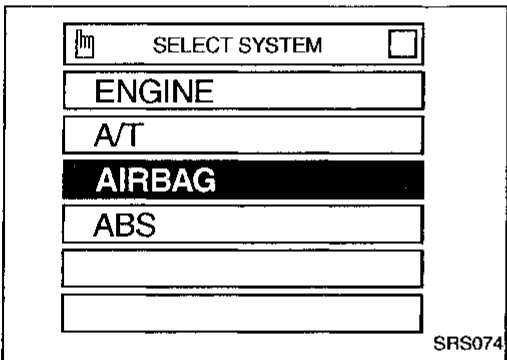 SELECT SYSTEM
ENGINE
A/T
AIRBAG
ABS
SRS074